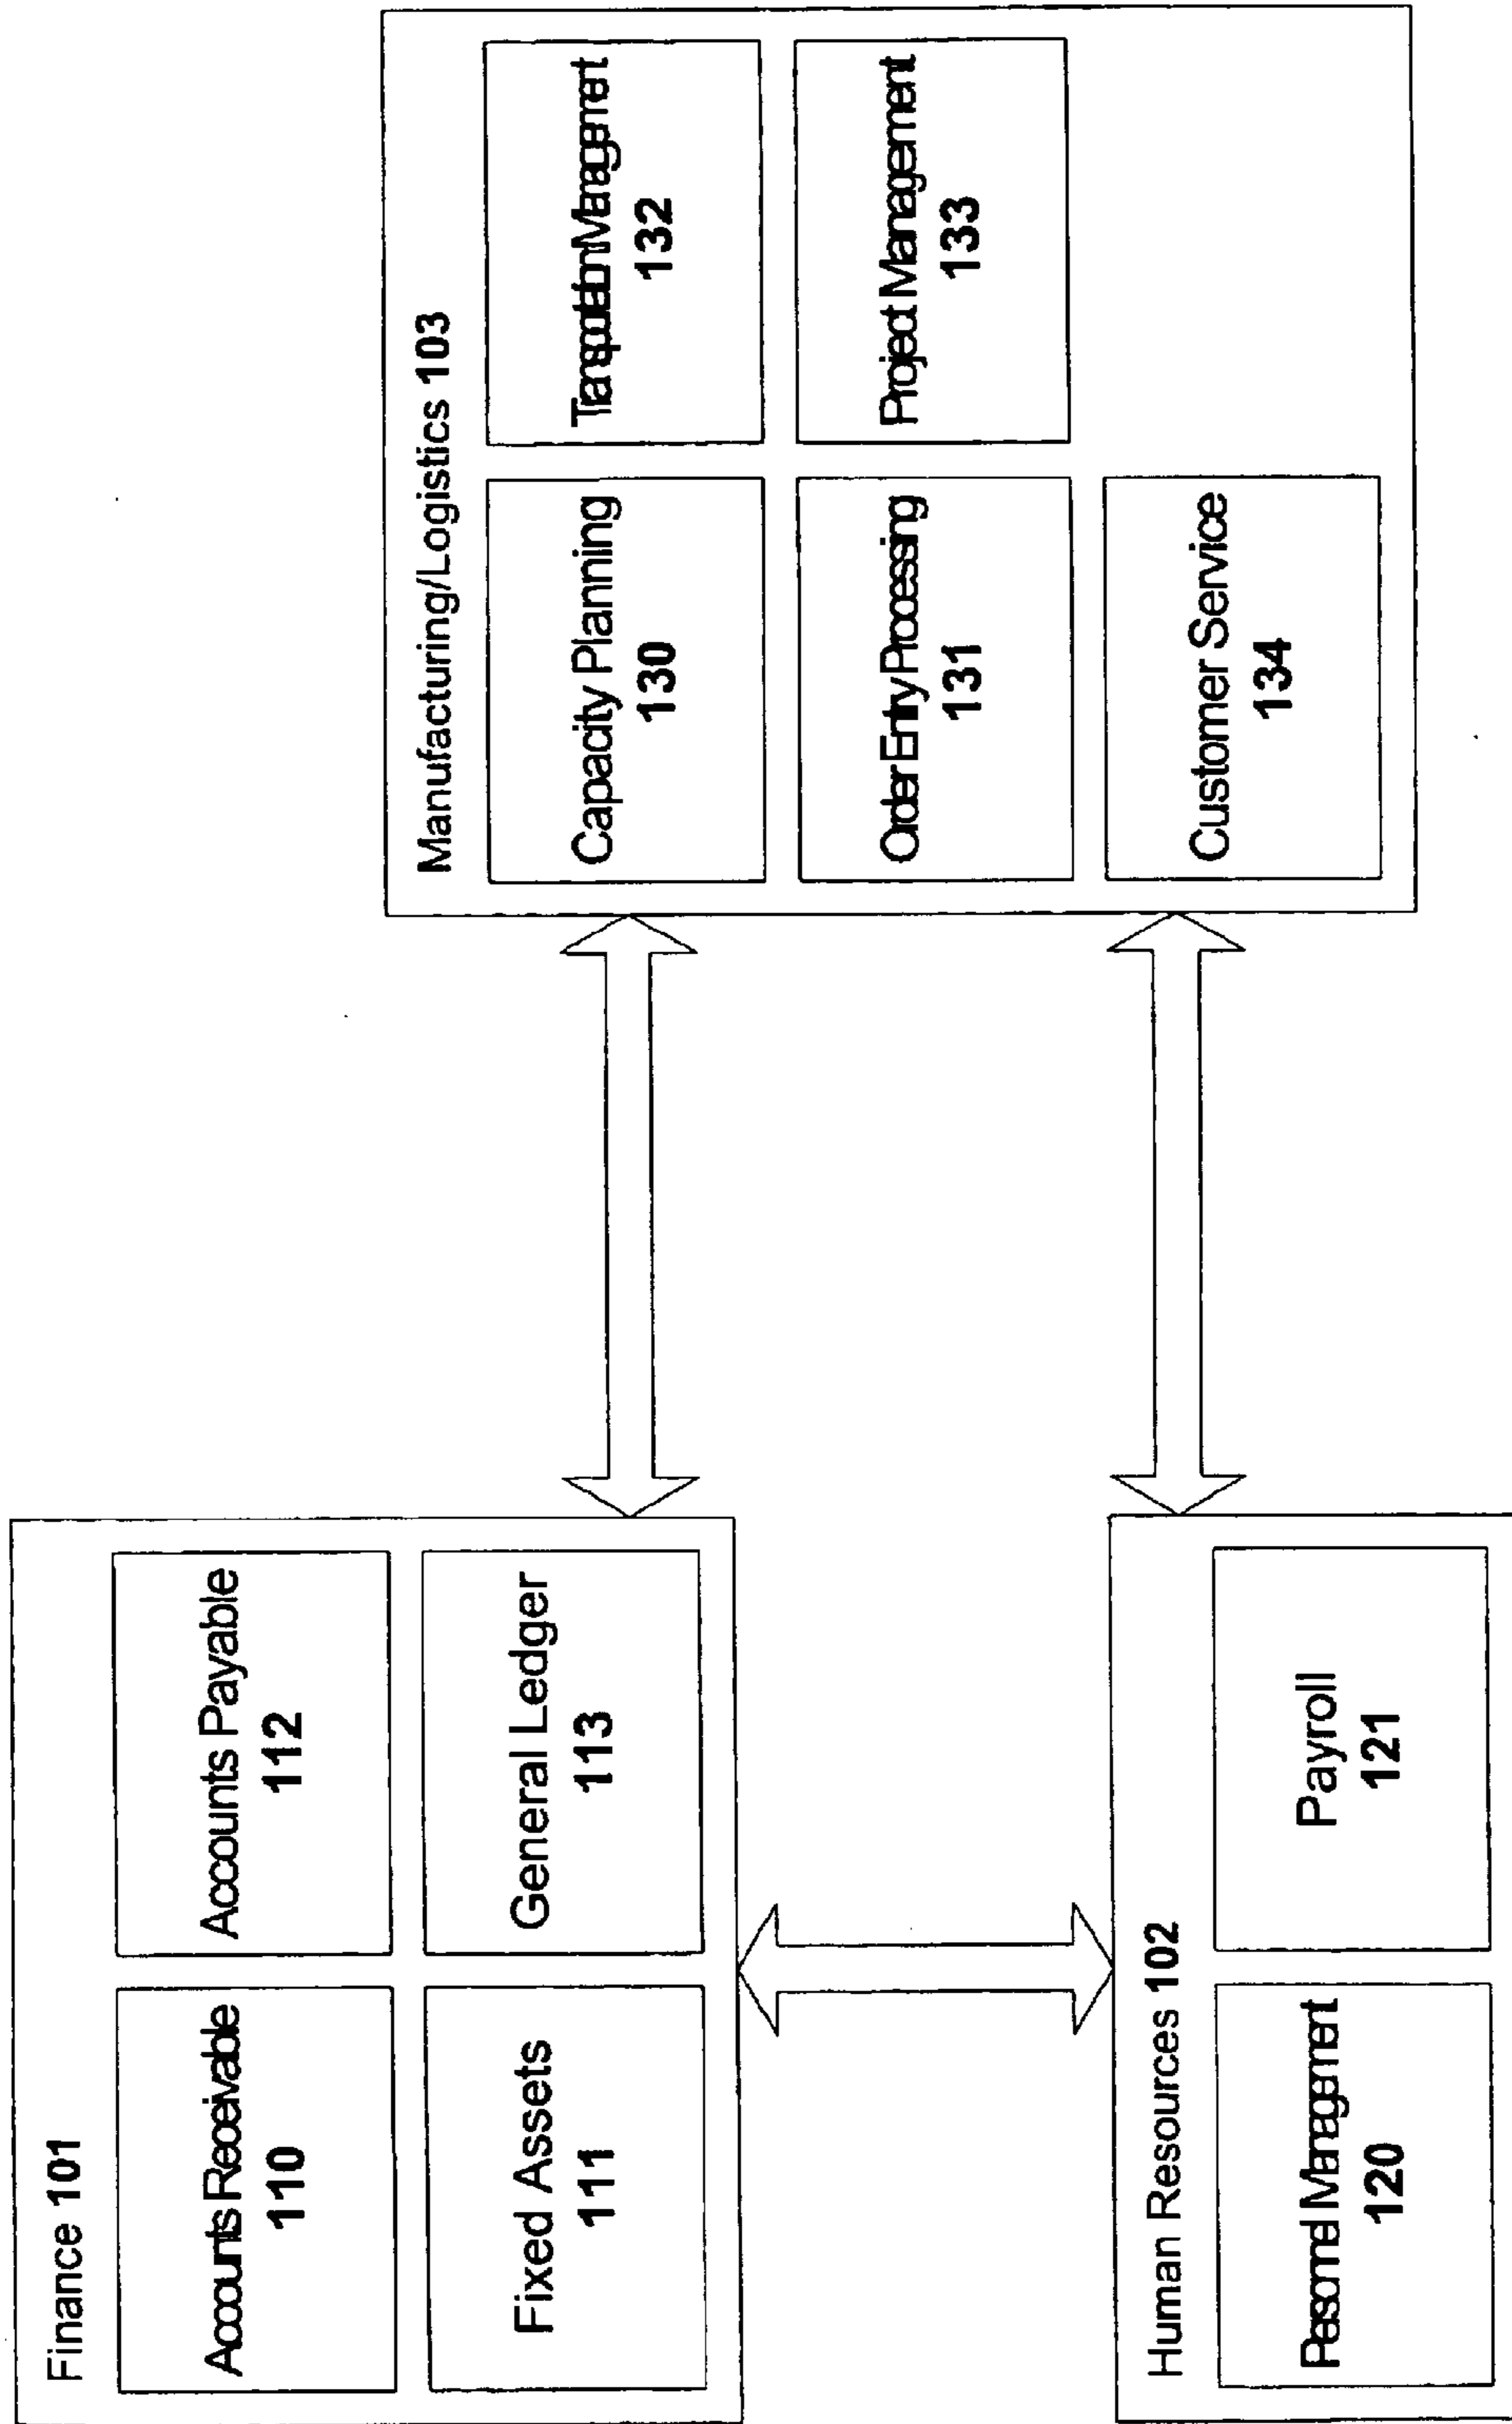 Finance 101
Accounts Receivable
110
Accounts Payable
112
Fixed Assets
111
General Ledger
113
Human Resources 102
Personnel Management
120
Payroll
121
Manufacturing/Logistics 103
Capacity Planning
130
Transportation Management
132
Order Entry Processing
131
Project Management
133
Customer Service
134